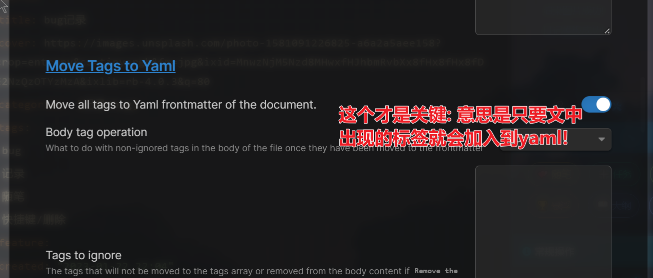 Move Tags to Yaml
Move all tags to Yaml frontmatter of the document.
这个才是关键: 意思是只要文中
出现的标签就会加入到yaml!
Body tag operation
What to do with non-ignored tags in the body of the file once they have been moved to the frontmatter
Tags to ignore
The tags that will not be moved to the tags array or removed from the body content if Remove the